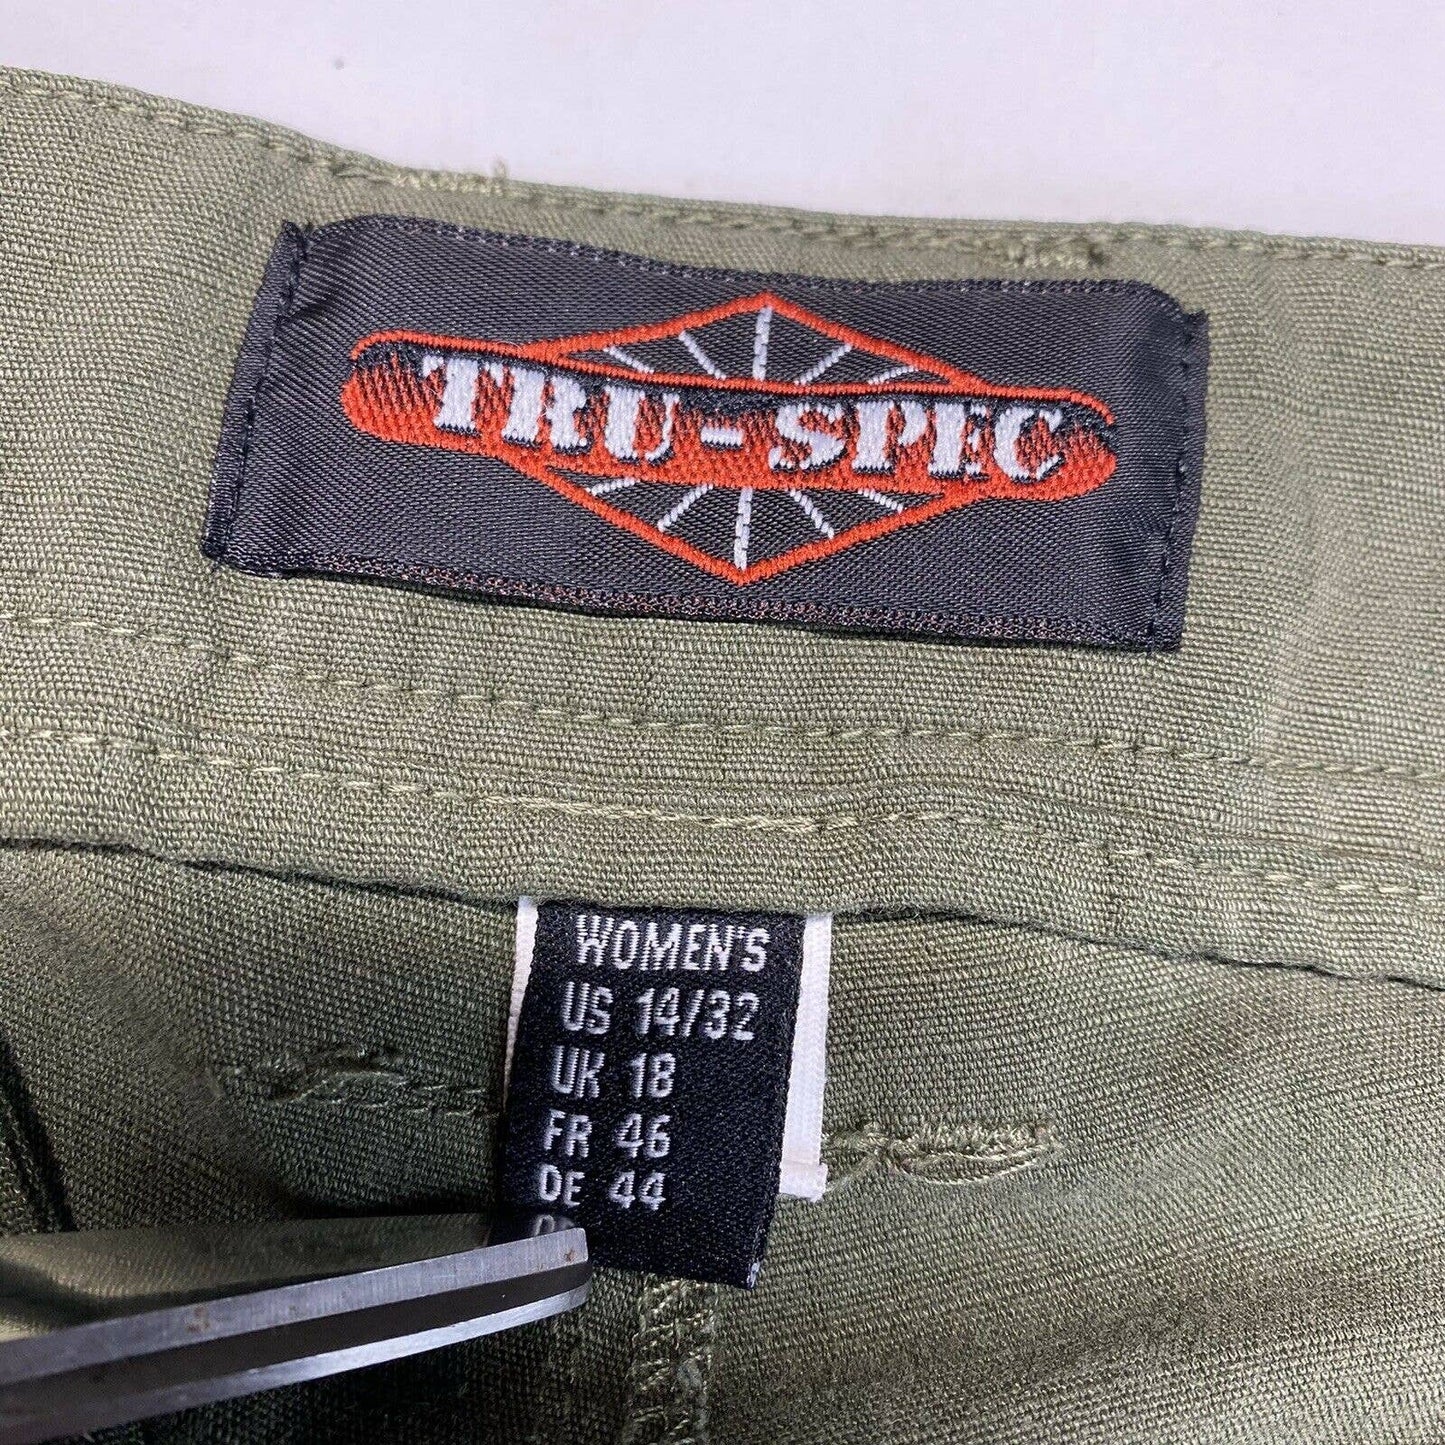 TRU-SPEC
WOMEN'S
US 14/32
UK 18
FR 46
DE 44